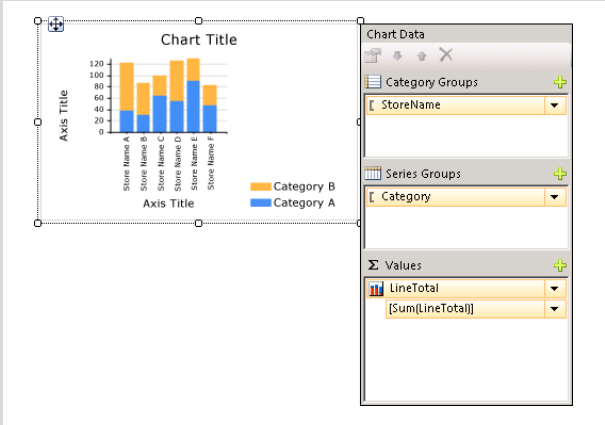 Chart Title
120
100
80
60
40
20
0
Axis Title
Store Name A
Store Name B
Store Name C
Store Name D
Store Name E
Store Name F
Axis Title
Category B
Category A
Chart Data
Category Groups
[ StoreName
Series Groups
[ Category
Σ Values
LineTotal
[Sum(LineTotal)]